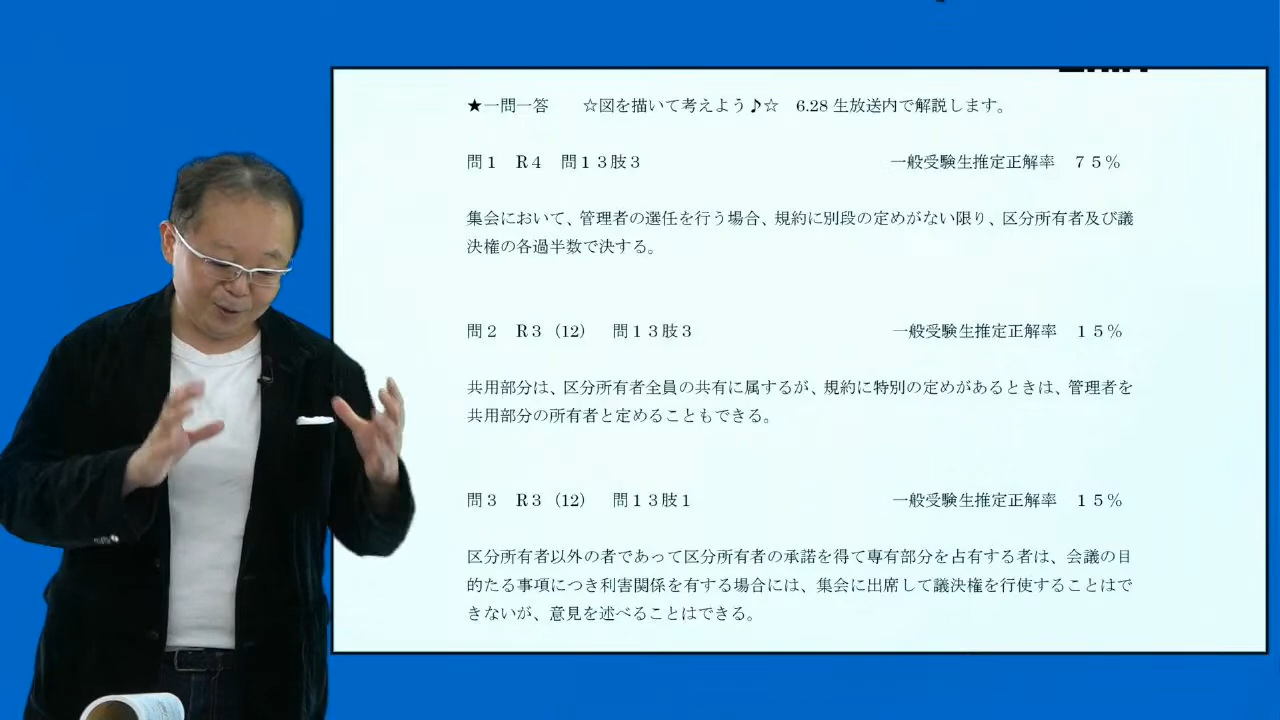 ★一問一答　　☆図を描いて考えよう♪☆　6.28 生放送内で解説します。
問１　Ｒ４　問１３肢３　一般受験生推定正解率　７５％
集会において、管理者の選任を行う場合、規約に別段の定めがない限り、区分所有者及び議
決権の各過半数で決する。
問２　Ｒ３（12）　問１３肢３　一般受験生推定正解率　１５％
共用部分は、区分所有者全員の共有に属するが、規約に特別の定めがあるときは、管理者を
共用部分の所有者と定めることもできる。
問３　Ｒ３（12）　問１３肢１　一般受験生推定正解率　１５％
区分所有者以外の者であって区分所有者の承諾を得て専有部分を占有する者は、会議の目
的たる事項につき利害関係を有する場合には、集会に出席して議決権を行使することはで
きないが、意見を述べることはできる。